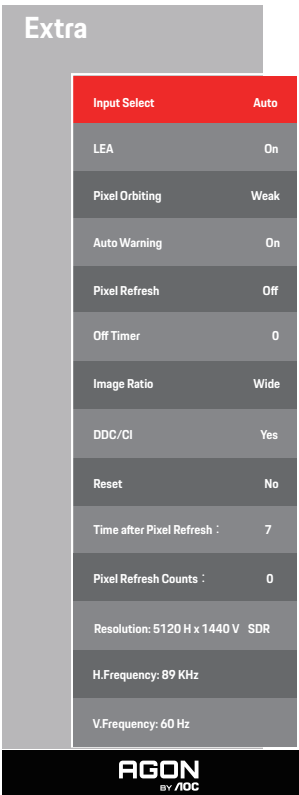 Extra
Input Select Auto
LEA On
Pixel Orbiting Weak
Auto Warning On
Pixel Refresh Off
Off Timer 0
Image Ratio Wide
DDC/CI Yes
Reset No
Time after Pixel Refresh : 7
Pixel Refresh Counts : 0
Resolution: 5120 H x 1440 V SDR
H.Frequency: 89 KHz
V.Frequency: 60 Hz
AGON
BY AOC